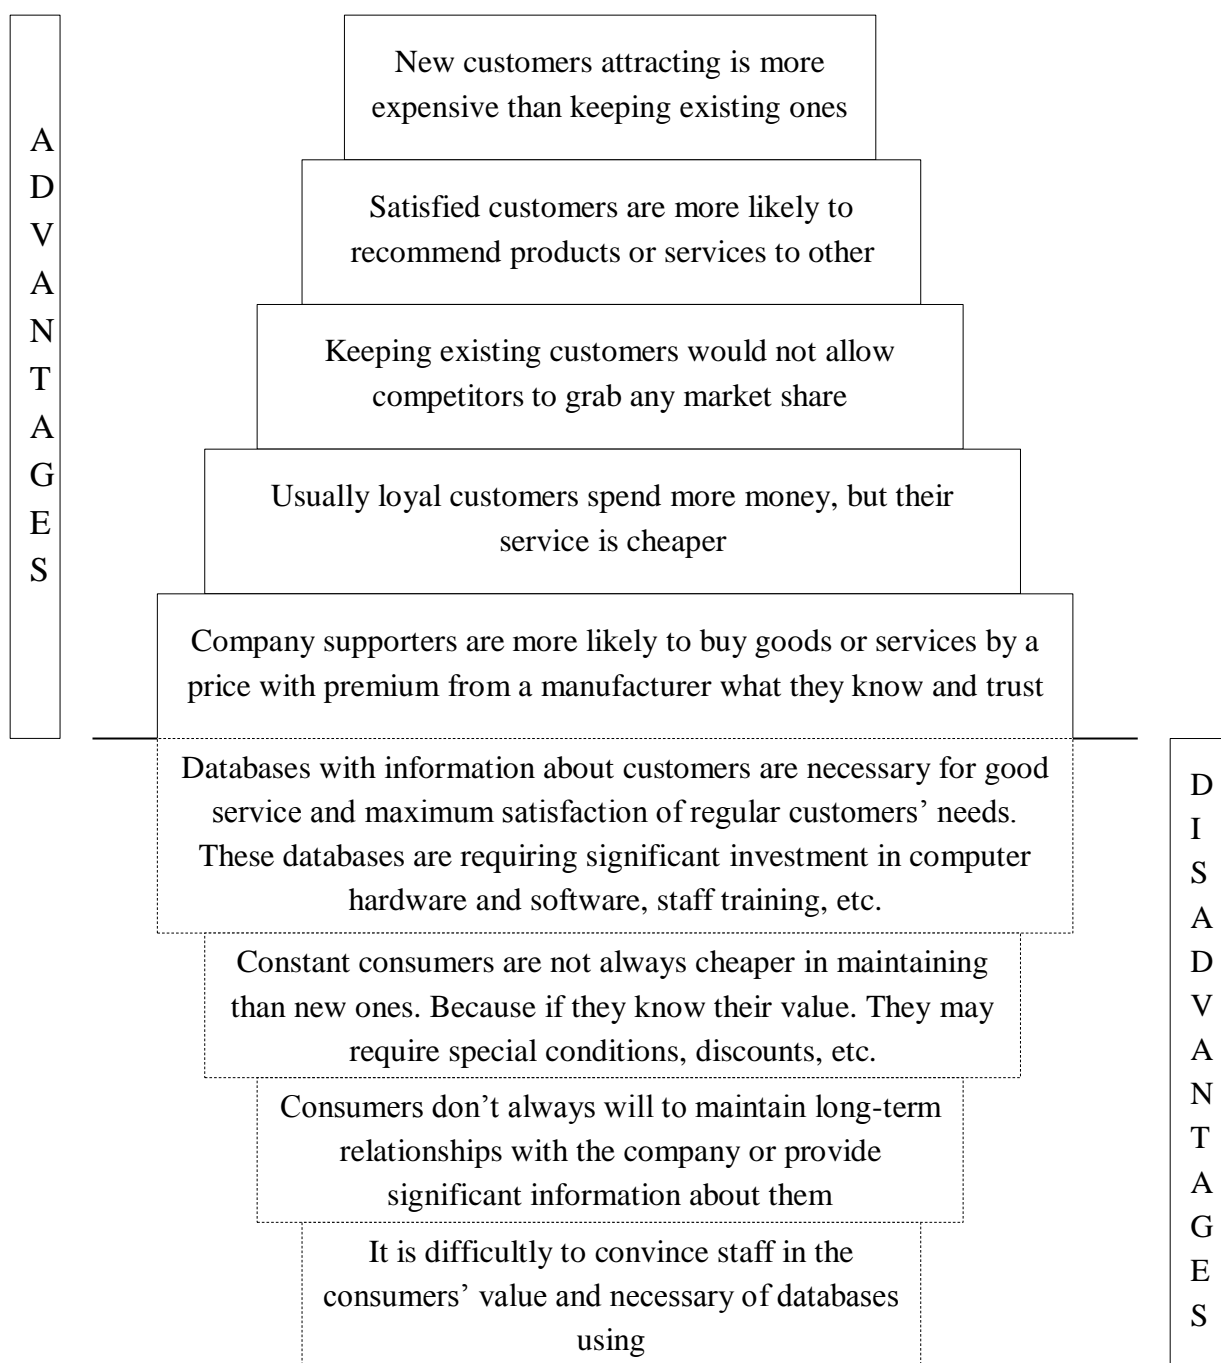 ADVANTAGES
New customers attracting is more
expensive than keeping existing ones
Satisfied customers are more likely to
recommend products or services to other
Keeping existing customers would not allow
competitors to grab any market share
Usually loyal customers spend more money, but their
service is cheaper
Company supporters are more likely to buy goods or services by a
price with premium from a manufacturer what they know and trust
Databases with information about customers are necessary for good
service and maximum satisfaction of regular customers’ needs.
These databases are requiring significant investment in computer
hardware and software, staff training, etc.
Constant consumers are not always cheaper in maintaining
than new ones. Because if they know their value. They may
require special conditions, discounts, etc.
Consumers don’t always will to maintain long-term
relationships with the company or provide
significant information about them
It is difficultly to convince staff in the
consumers’ value and necessary of databases
using
DISADVANTAGES